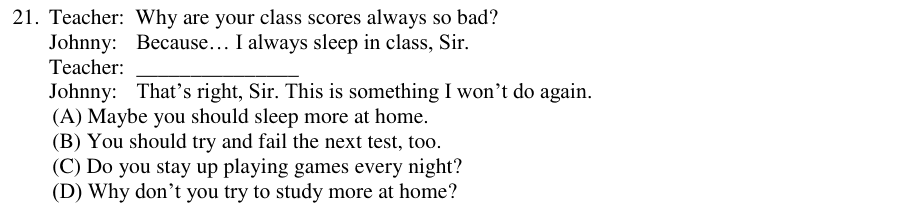 21. Teacher: Why are your class scores always so bad?
Johnny: Because… I always sleep in class, Sir.
Teacher: _______________
Johnny: That’s right, Sir. This is something I won’t do again.
(A) Maybe you should sleep more at home.
(B) You should try and fail the next test, too.
(C) Do you stay up playing games every night?
(D) Why don’t you try to study more at home?